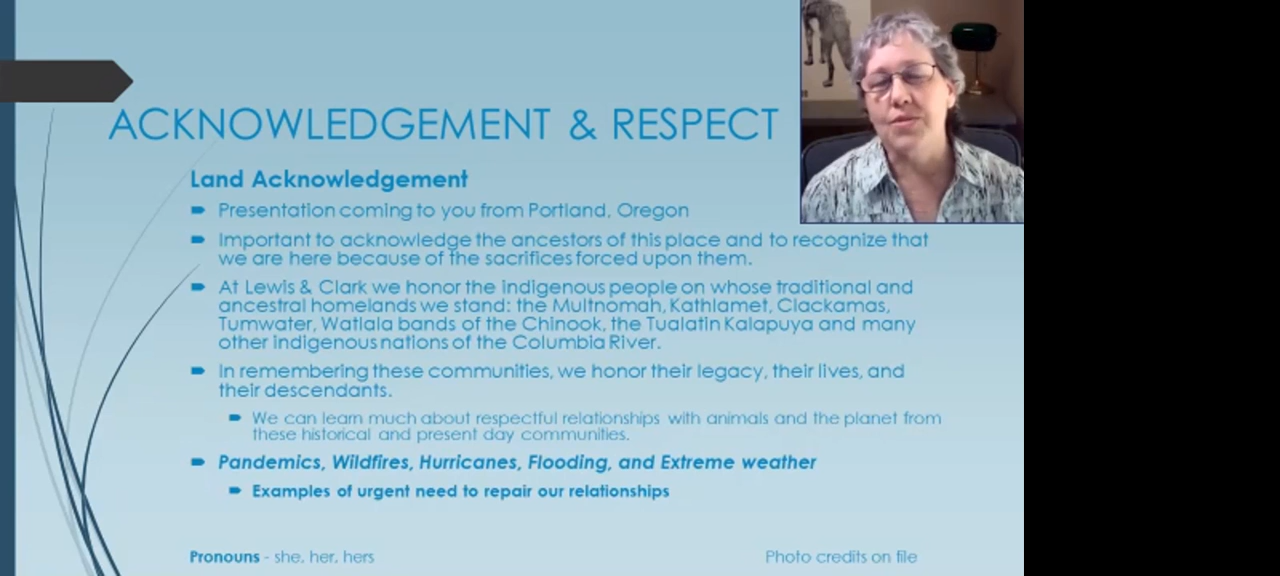 ACKNOWLEDGEMENT & RESPECT
Land Acknowledgement
Presentation coming to you from Portland, Oregon
Important to acknowledge the ancestors of this place and to recognize that
we are here because of the sacrifices forced upon them.
At Lewis & Clark we honor the indigenous people on whose traditional and
ancestral homelands we stand: the Multnomah, Kathlamet, Clackamas,
Tumwater, Watlala bands of the Chinook, the Tualatin Kalapuya and many
other indigenous nations of the Columbia River.
In remembering these communities, we honor their legacy, their lives, and
their descendants.
We can learn much about respectful relationships with animals and the planet from
these historical and present day communities.
Pandemics, Wildfires, Hurricanes, Flooding, and Extreme weather
Examples of urgent need to repair our relationships
Pronouns - she, her, hers
Photo credits on file